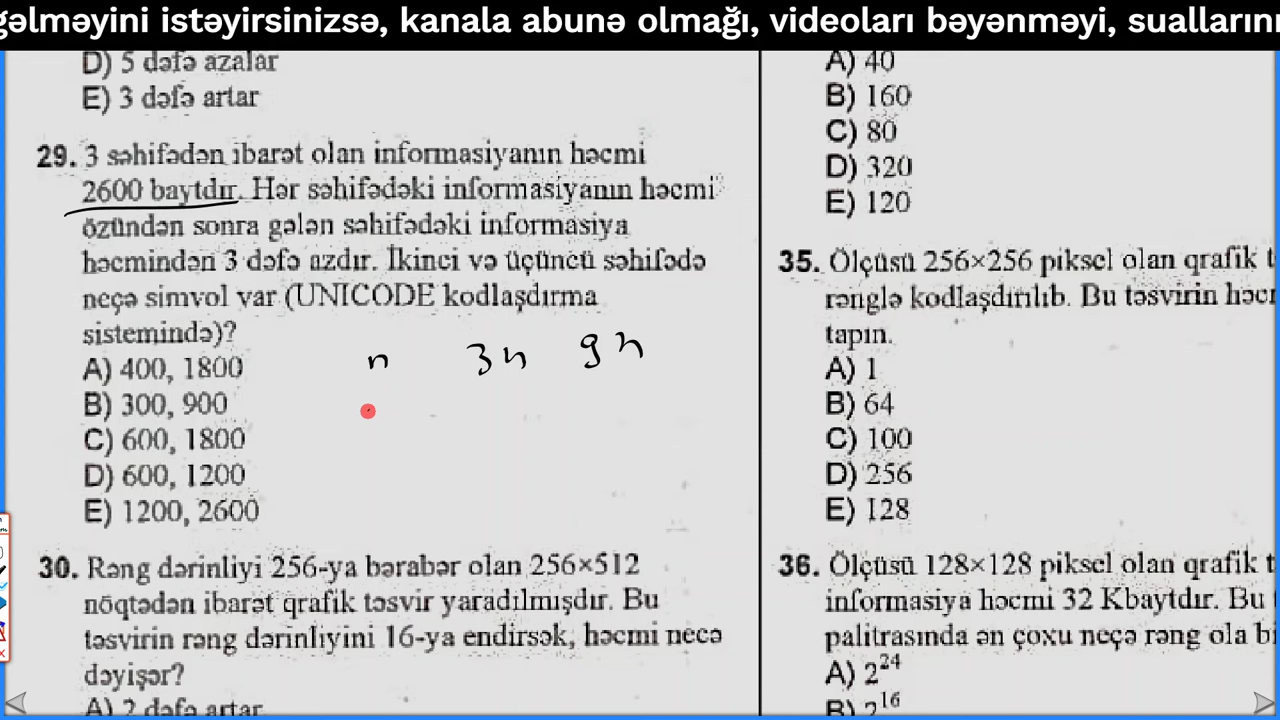 gəlməyini istəyirsinizsə, kanala abunə olmağı, videoları bəyənməyi, suallarını
D) 5 dəfə azalar
E) 3 dəfə artar
29. 3 səhifədən ibarət olan informasiyanın həcmi
2600 baytdır. Hər səhifədəki informasiyanın həcmi
özündən sonra gələn səhifədəki informasiya
həcmindən 3 dəfə azdır. İkinci və üçüncü səhifədə
neçə simvol var (UNICODE kodlaşdırma
sistemində)?
n 3n 9n
A) 400, 1800
B) 300, 900
C) 600, 1800
D) 600, 1200
E) 1200, 2600
30. Rəng dərinliyi 256-ya bərabər olan 256×512
nöqtədən ibarət qrafik təsvir yaradılmışdır. Bu
təsvirin rəng dərinliyini 16-ya endirsək, həcmi necə
dəyişər?
A) 2 dəfə artar
A) 40
B) 160
C) 80
D) 320
E) 120
35. Ölçüsü 256×256 piksel olan qrafik t
rənglə kodlaşdırılıb. Bu təsvirin həcm
tapın.
A) 1
B) 64
C) 100
D) 256
E) 128
36. Ölçüsü 128×128 piksel olan qrafik t
informasiya həcmi 32 Kbaytdır. Bu
palitrasında ən çoxu neçə rəng ola bi
A) 2²⁴
B) 2¹⁶